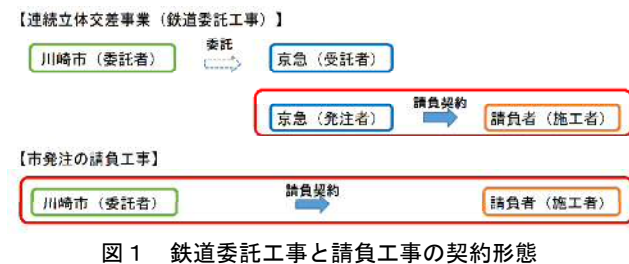 【連続立体交差事業（鉄道委託工事）】
川崎市（委託者）
委託
京急（受託者）
京急（発注者）
請負契約
請負者（施工者）
【市発注の請負工事】
川崎市（委託者）
請負契約
請負者（施工者）
図１　鉄道委託工事と請負工事の契約形態